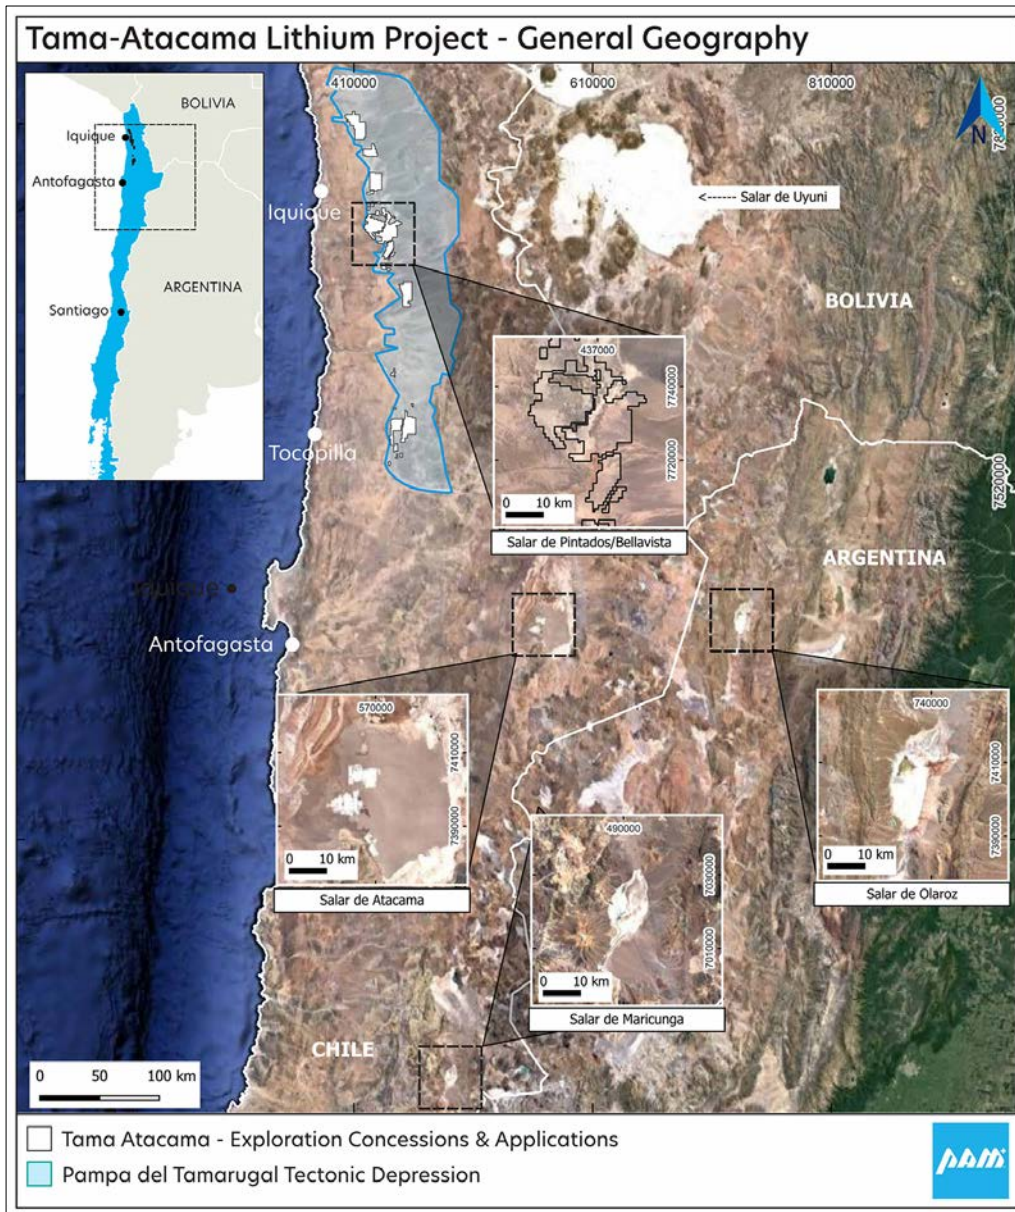 Tama-Atacama Lithium Project - General Geography
410000
610000
810000
N
BOLIVIA
Iquique
Antofagasta
ARGENTINA
Santiago
Iquique
<------ Salar de Uyuni
BOLIVIA
437000
7740000
7720000
0 10 km
Salar de Pintados/Bellavista
4
Tocopilla
7520000
ARGENTINA
Iquique
Antofagasta
570000
7410000
7390000
0 10 km
Salar de Atacama
740000
7410000
7390000
0 10 km
Salar de Olaroz
490000
7030000
7010000
0 10 km
Salar de Maricunga
CHILE
0 50 100 km
Tama Atacama - Exploration Concessions & Applications
Pampa del Tamarugal Tectonic Depression
PAM